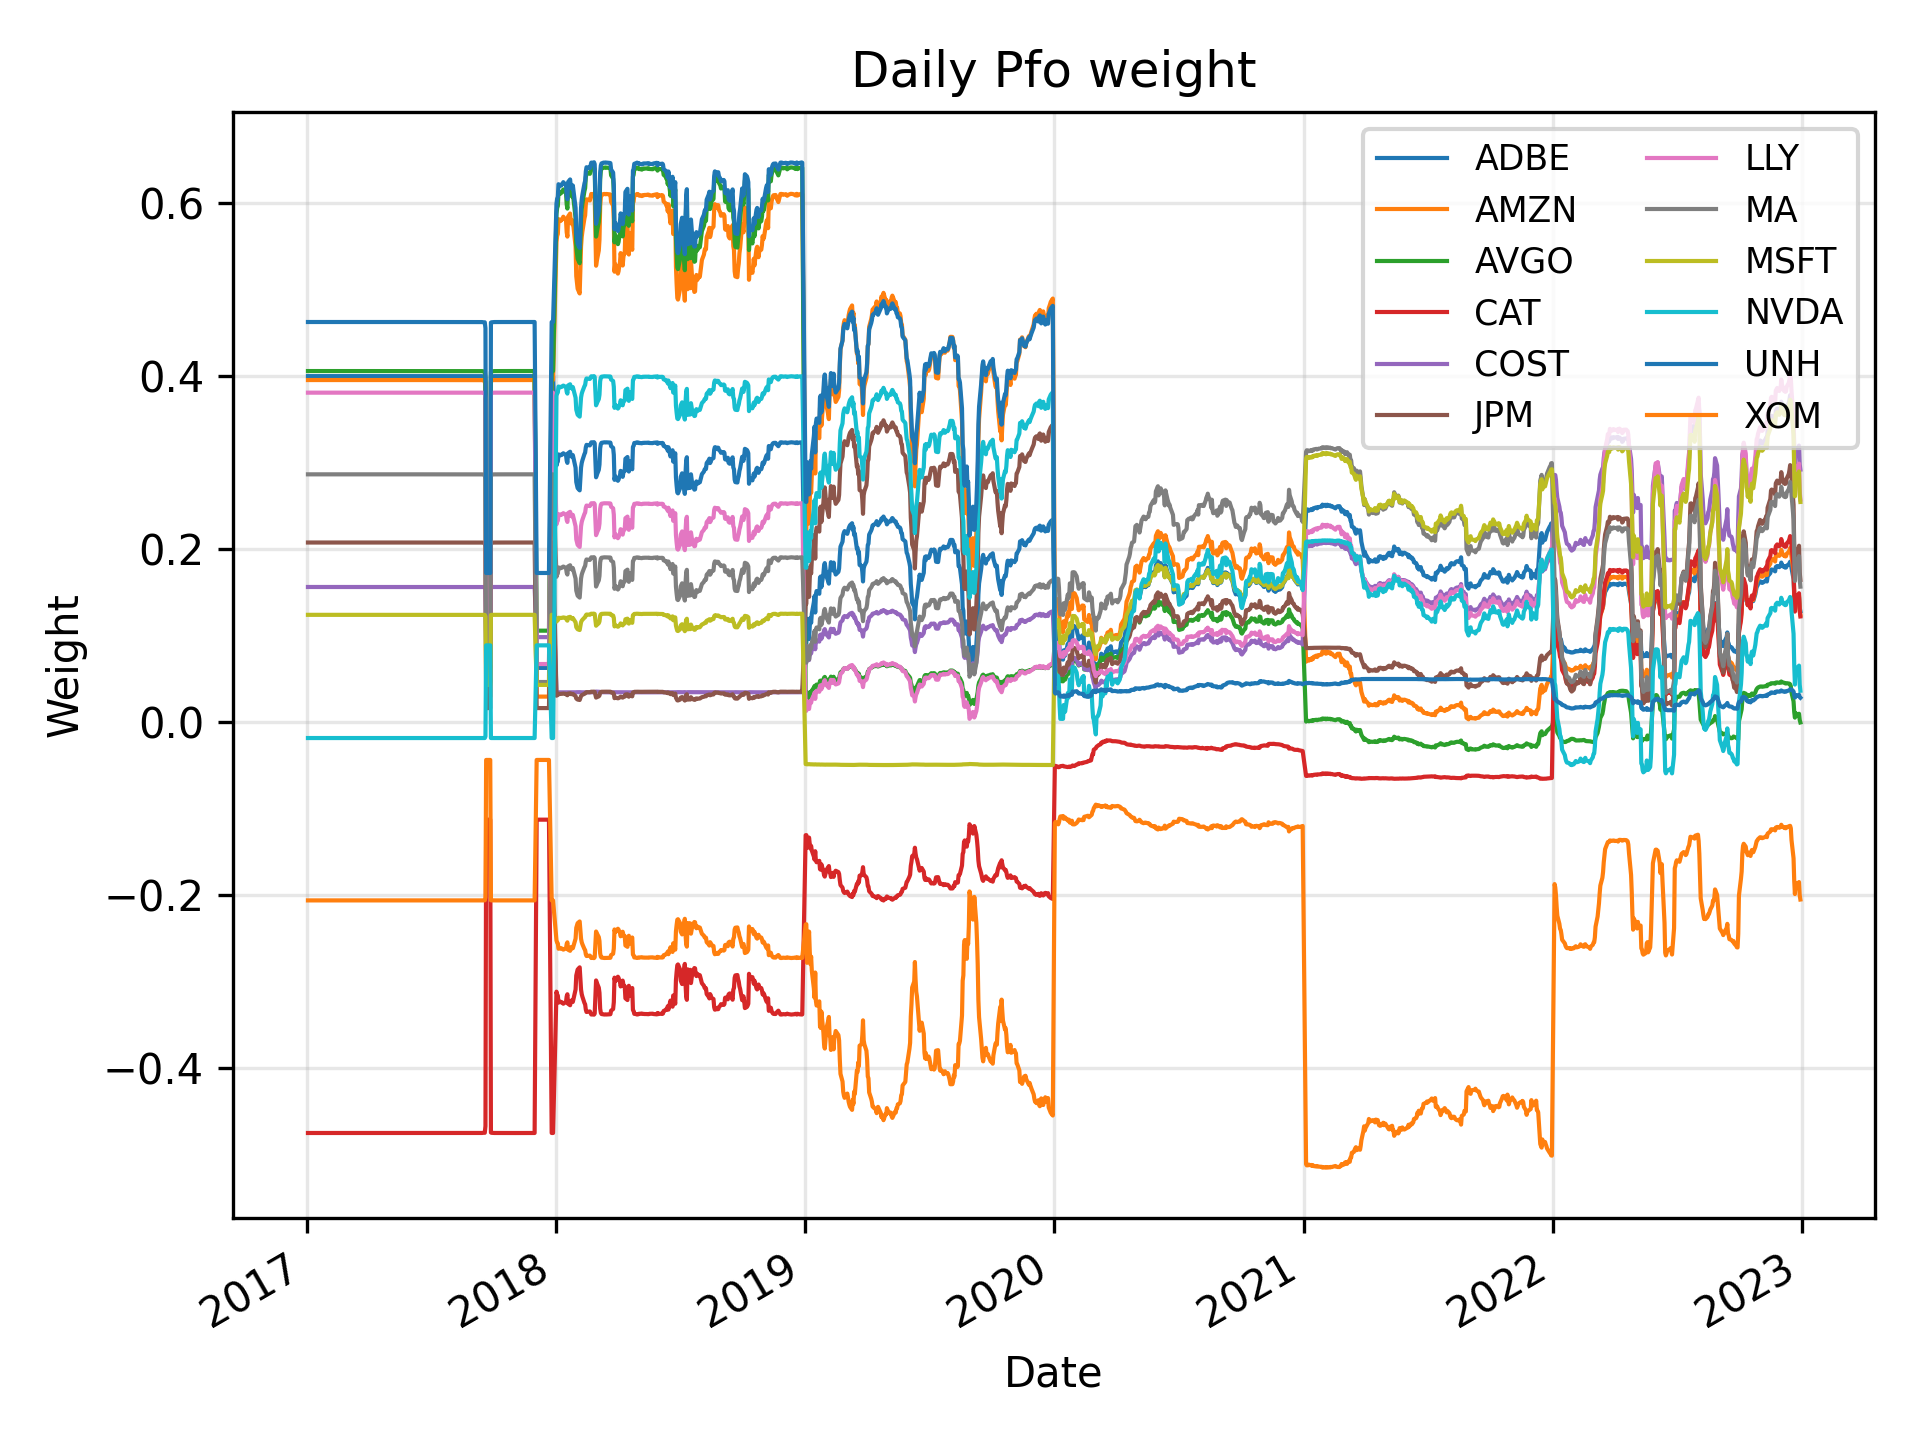 Daily Pfo weight
Weight
0.6
0.4
0.2
0.0
−0.2
−0.4
ADBE
AMZN
AVGO
CAT
COST
JPM
LLY
MA
MSFT
NVDA
UNH
XOM
2017
2018
2019
2020
2021
2022
2023
Date